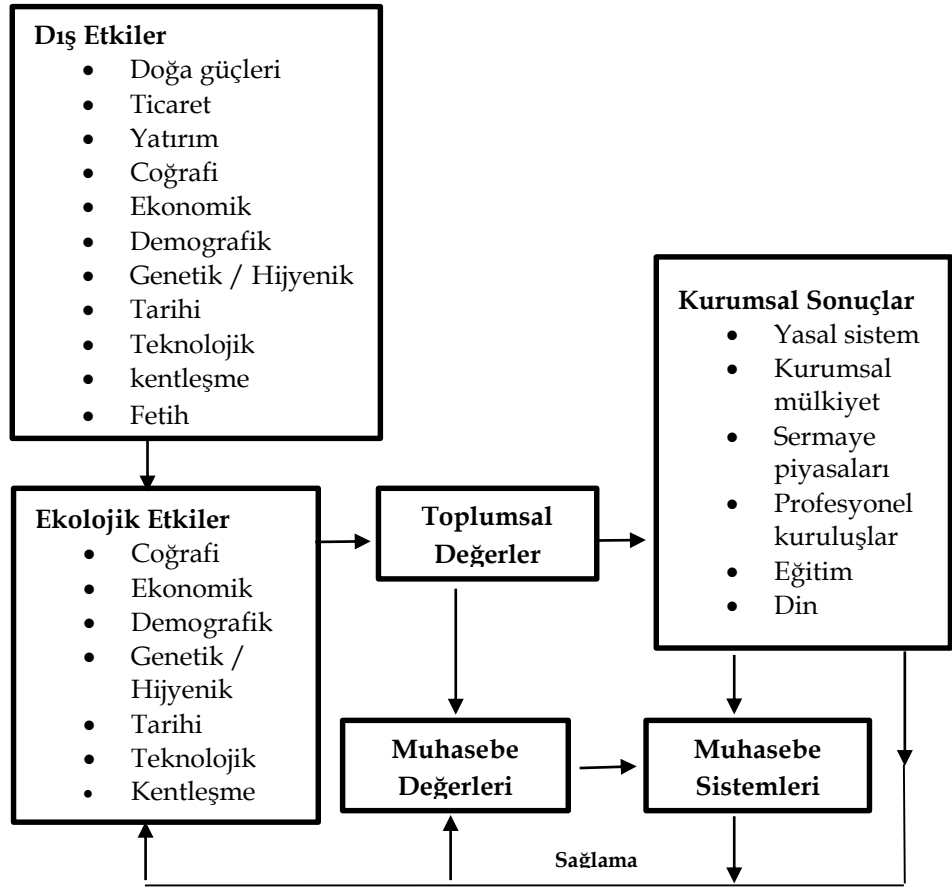 Dış Etkiler
• Doğa güçleri
• Ticaret
• Yatırım
• Coğrafi
• Ekonomik
• Demografik
• Genetik / Hijyenik
• Tarihi
• Teknolojik
• kentleşme
• Fetih
Ekolojik Etkiler
• Coğrafi
• Ekonomik
• Demografik
• Genetik /
Hijyenik
• Tarihi
• Teknolojik
• Kentleşme
Toplumsal
Değerler
Kurumsal Sonuçlar
• Yasal sistem
• Kurumsal
mülkiyet
• Sermaye
piyasaları
• Profesyonel
kuruluşlar
• Eğitim
• Din
Muhasebe
Değerleri
Muhasebe
Sistemleri
Sağlama